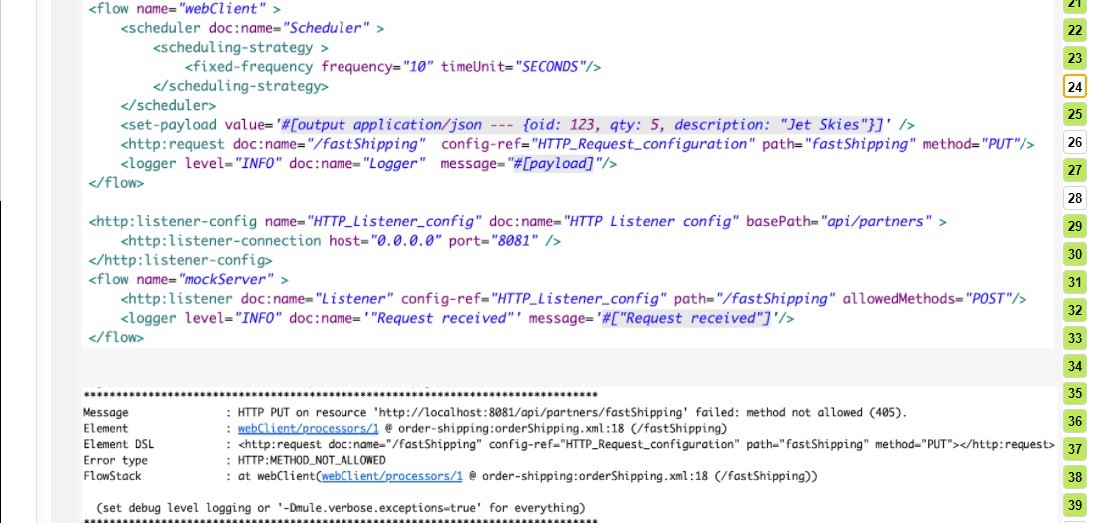 <flow name="webClient" >
<scheduler doc:name="Scheduler" >
<scheduling-strategy >
<fixed-frequency frequency="10" timeUnit="SECONDS"/>
</scheduling-strategy>
</scheduler>
<set-payload value='#[output application/json --- {oid: 123, qty: 5, description: "Jet Skies"}]' />
<http:request doc:name="/fastShipping" config-ref="HTTP_Request_configuration" path="fastShipping" method="PUT"/>
<logger level="INFO" doc:name="Logger" message="#[payload]"/>
</flow>
<http:listener-config name="HTTP_Listener_config" doc:name="HTTP Listener config" basePath="api/partners" >
<http:listener-connection host="0.0.0.0" port="8081" />
</http:listener-config>
<flow name="mockServer" >
<http:listener doc:name="Listener" config-ref="HTTP_Listener_config" path="/fastShipping" allowedMethods="POST"/>
<logger level="INFO" doc:name='"Request received"' message='#["Request received"]'/>
</flow>
**********************************************************************
Message : HTTP PUT on resource 'http://localhost:8081/api/partners/fastShipping' failed: method not allowed (405).
Element : webClient/processors/1 @ order-shipping:orderShipping.xml:18 (/fastShipping)
Element DSL : <http:request doc:name="/fastShipping" config-ref="HTTP_Request_configuration" path="fastShipping" method="PUT"></http:request>
Error type : HTTP:METHOD_NOT_ALLOWED
FlowStack : at webClient(webClient/processors/1 @ order-shipping:orderShipping.xml:18 (/fastShipping))
(set debug level logging or '-Dmule.verbose.exceptions=true' for everything)
**********************************************************************
21
22
23
24
25
26
27
28
29
30
31
32
33
34
35
36
37
38
39